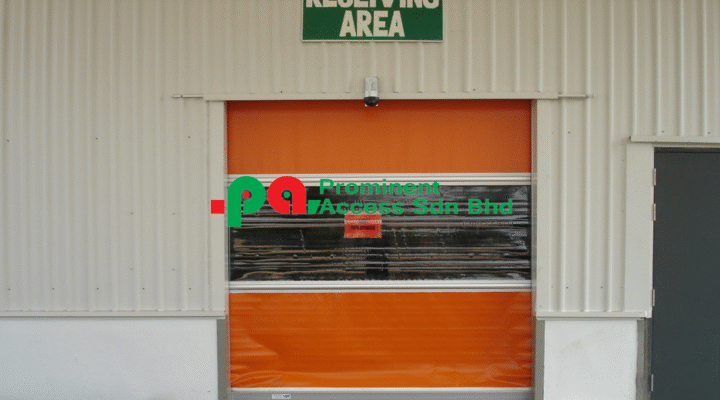 RECEIVING
AREA
pa. Prominent
Access Sdn Bhd